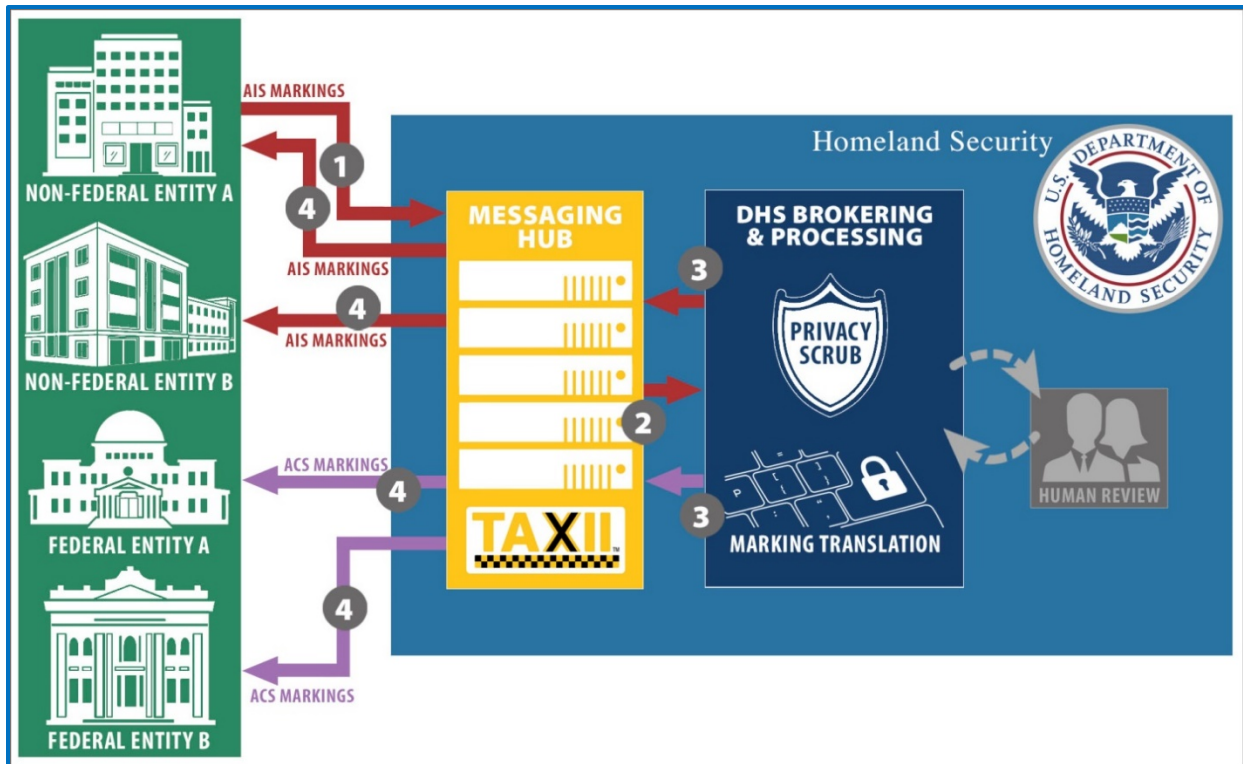 AIS MARKINGS
NON-FEDERAL ENTITY A
1
4
AIS MARKINGS
NON-FEDERAL ENTITY B
4
AIS MARKINGS
FEDERAL ENTITY A
ACS MARKINGS
4
FEDERAL ENTITY B
4
ACS MARKINGS
Homeland Security
U.S. DEPARTMENT OF
HOMELAND SECURITY
MESSAGING
HUB
TAXII™
2
3
3
DHS BROKERING
& PROCESSING
PRIVACY
SCRUB
P
=
[
{
]
}
MARKING TRANSLATION
HUMAN REVIEW